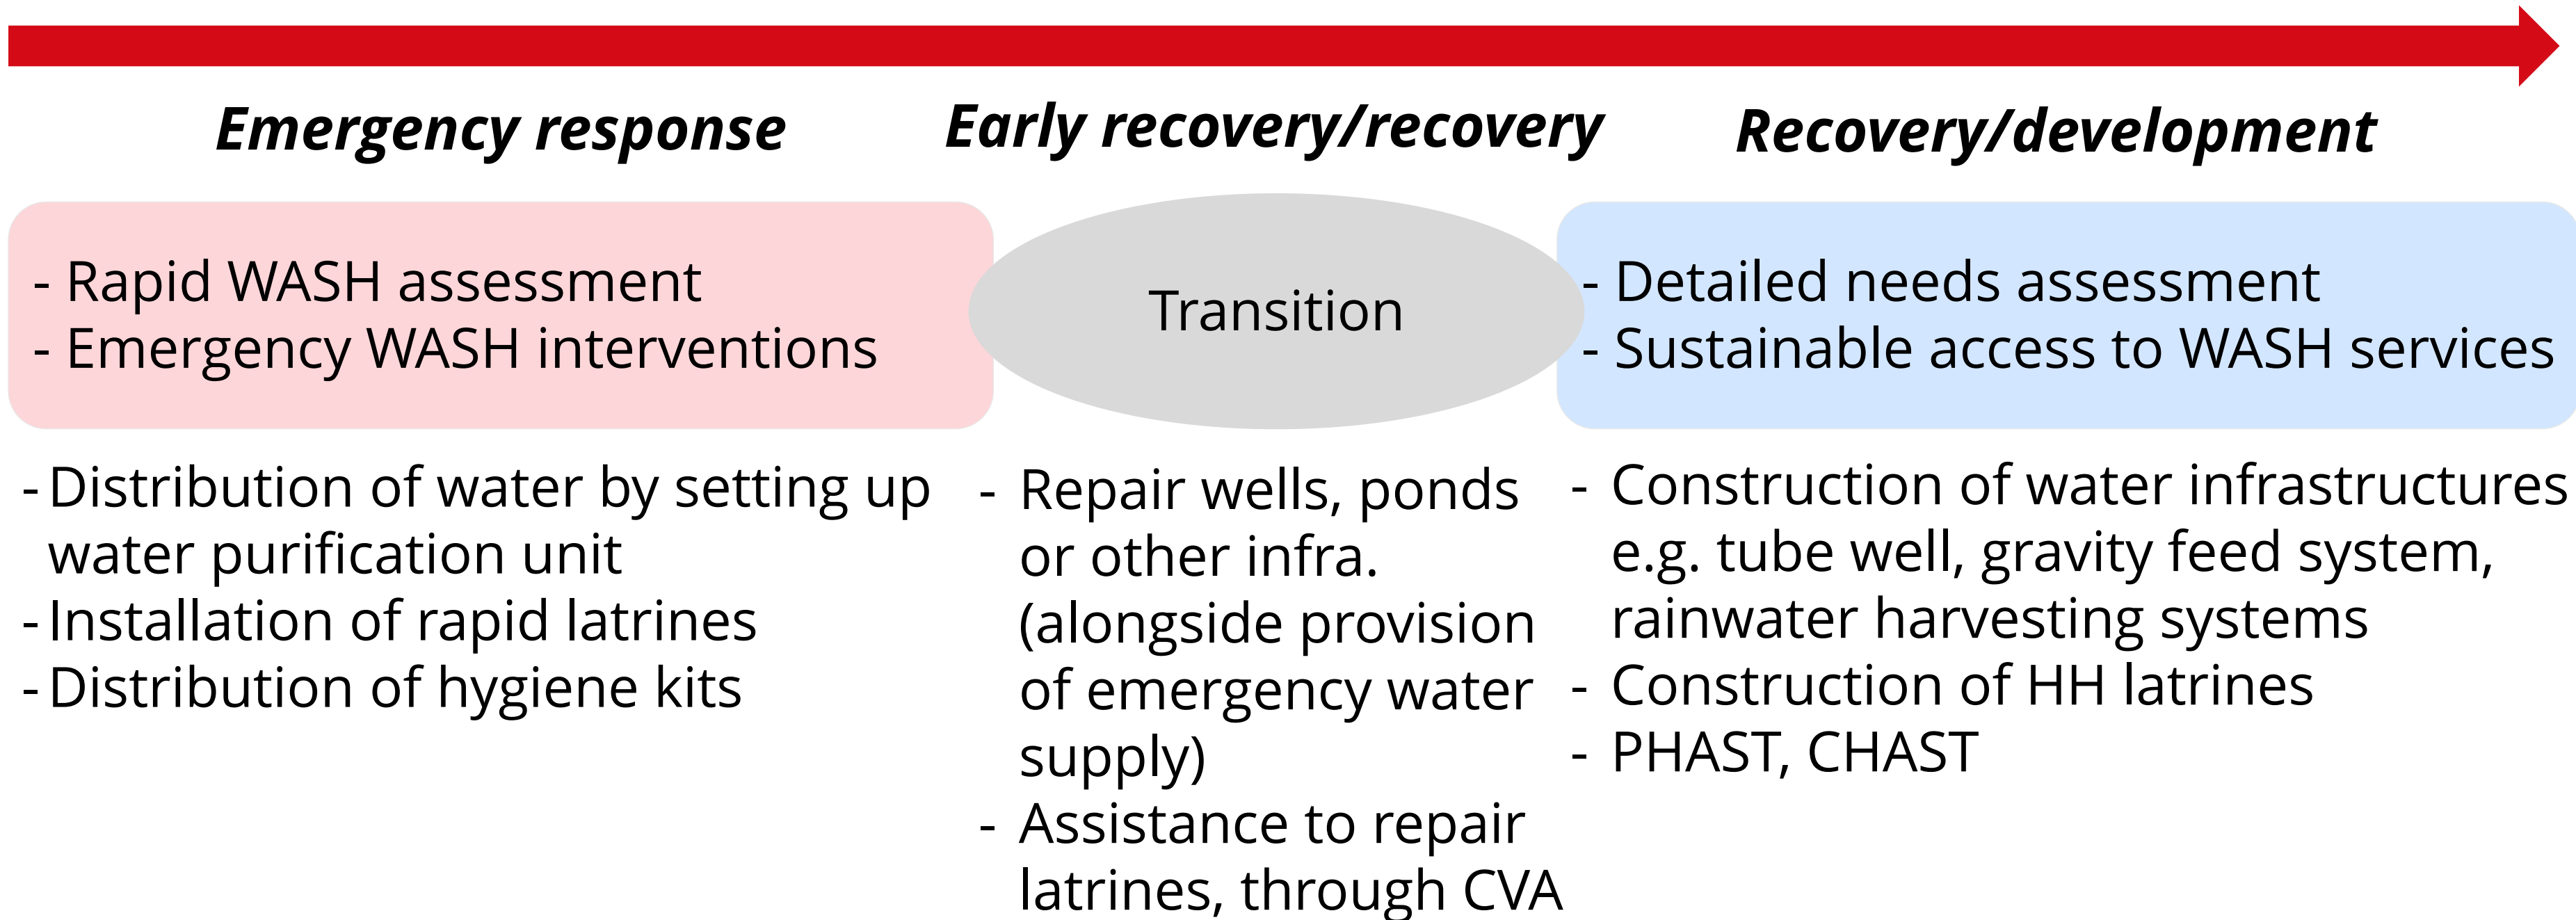 Emergency response
Early recovery/recovery
Recovery/development
- Rapid WASH assessment
- Emergency WASH interventions
Transition
- Detailed needs assessment
- Sustainable access to WASH services
- Distribution of water by setting up
water purification unit
- Installation of rapid latrines
- Distribution of hygiene kits
- Repair wells, ponds
or other infra.
(alongside provision
of emergency water
supply)
- Assistance to repair
latrines, through CVA
- Construction of water infrastructures
e.g. tube well, gravity feed system,
rainwater harvesting systems
- Construction of HH latrines
- PHAST, CHAST